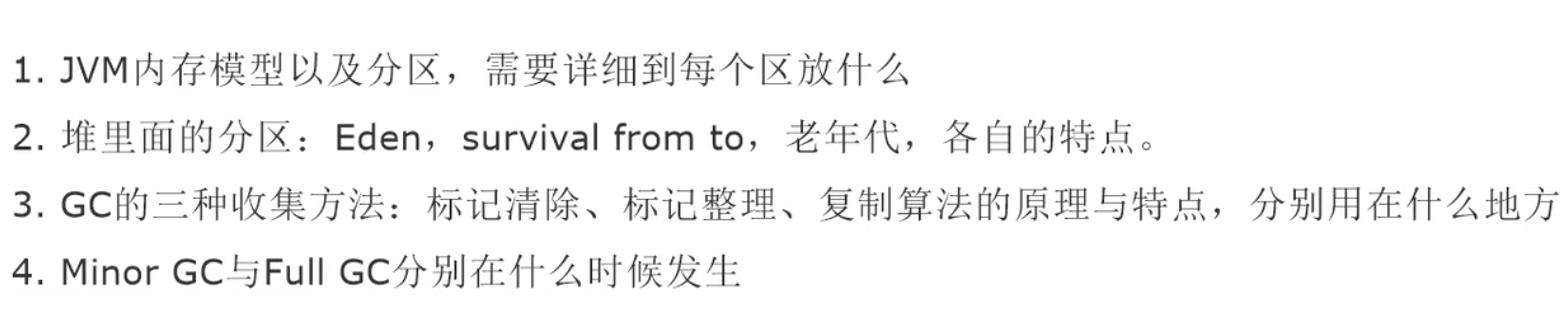 1. JVM内存模型以及分区，需要详细到每个区放什么
2. 堆里面的分区：Eden，survival from to，老年代，各自的特点。
3. GC的三种收集方法：标记清除、标记整理、复制算法的原理与特点，分别用在什么地方
4. Minor GC与Full GC分别在什么时候发生